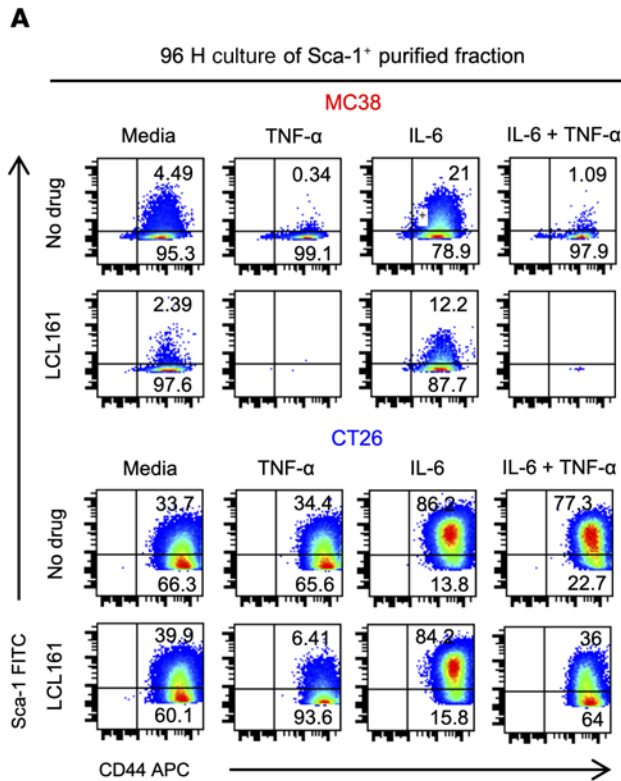 A
96 H culture of Sca-1+ purified fraction
MC38
Media TNF-α IL-6 IL-6 + TNF-α
No drug
4.49 0.34 21 1.09
+
95.3 99.1 78.9 97.9
LCL161
2.39 12.2
97.6 87.7
CT26
Media TNF-α IL-6 IL-6 + TNF-α
No drug
33.7 34.4 86.2 77.3
66.3 65.6 13.8 22.7
LCL161
39.9 6.41 84.2 36
60.1 93.6 15.8 64
Sca-1 FITC
CD44 APC